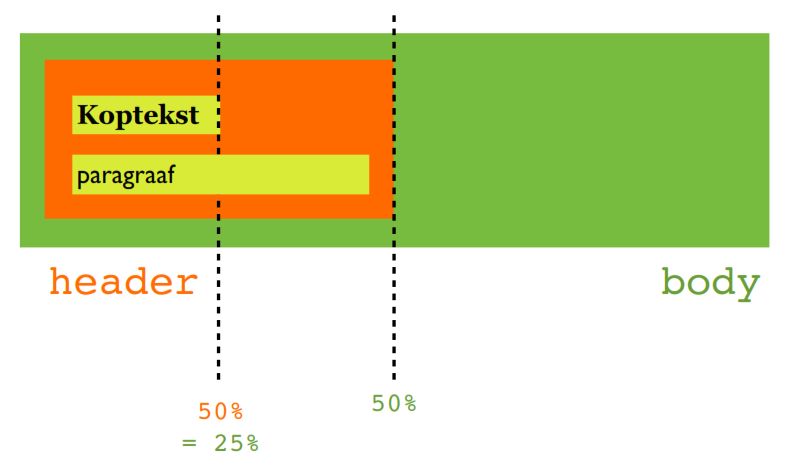 Koptekst
paragraaf
header
body
50%
= 25%
50%